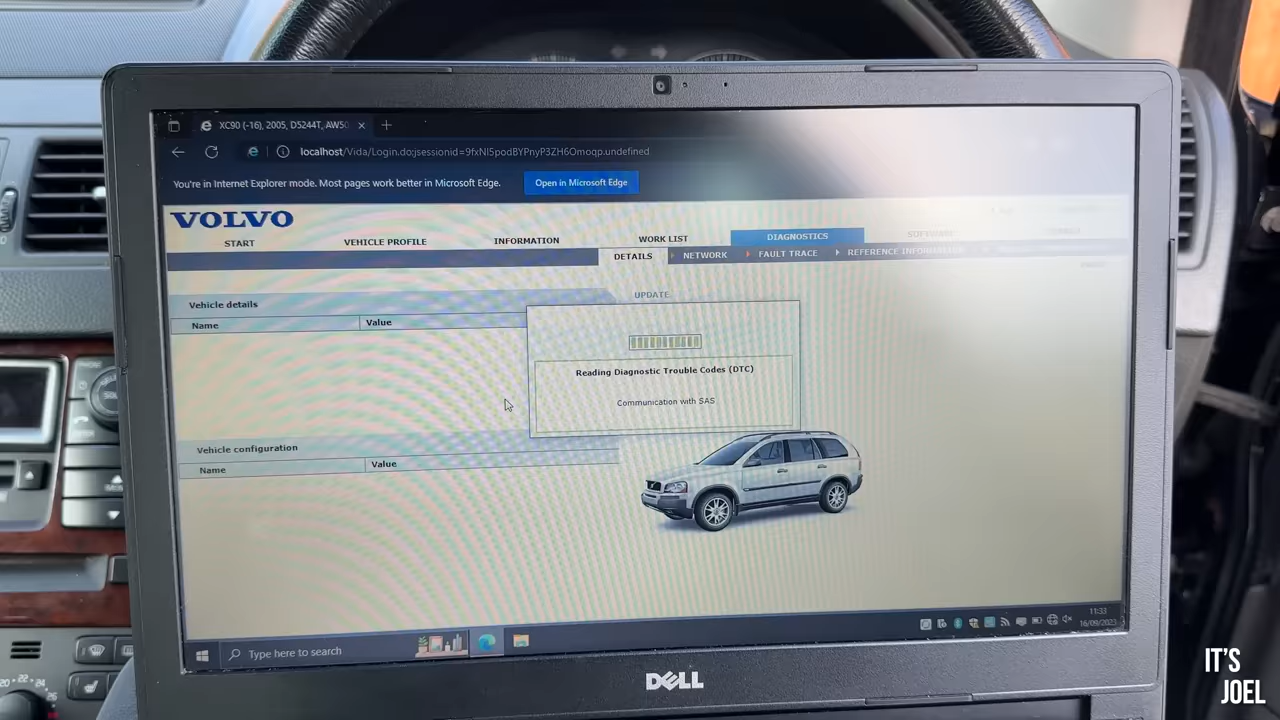 XC90 (-16), 2005, D5244T, AW50
localhost/Vida/Login.do;jsessionid=9fxNI5podBYPnyP3ZH6Omoqp.undefined
You're in Internet Explorer mode. Most pages work better in Microsoft Edge.
Open in Microsoft Edge
VOLVO
START
VEHICLE PROFILE
INFORMATION
WORK LIST
DIAGNOSTICS
SOFTWARE
DETAILS
NETWORK
FAULT TRACE
REFERENCE INFORMATION
Vehicle details
UPDATE
Name
Value
Reading Diagnostic Trouble Codes (DTC)
Communication with SAS
Vehicle configuration
Name
Value
Type here to search
11:33
16/09/2023
DELL
IT'S
JOEL